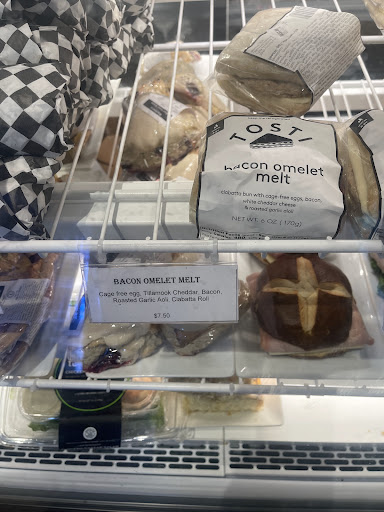 TOSTI
bacon omelet
melt
ciabatta bun with cage-free eggs, bacon,
white cheddar cheese
& roasted garlic aioli
NET WT. 6 OZ (170g)
BACON OMELET MELT
Cage-free egg, Tillamook Cheddar, Bacon,
Roasted Garlic Aoli, Ciabatta Roll
$7.50